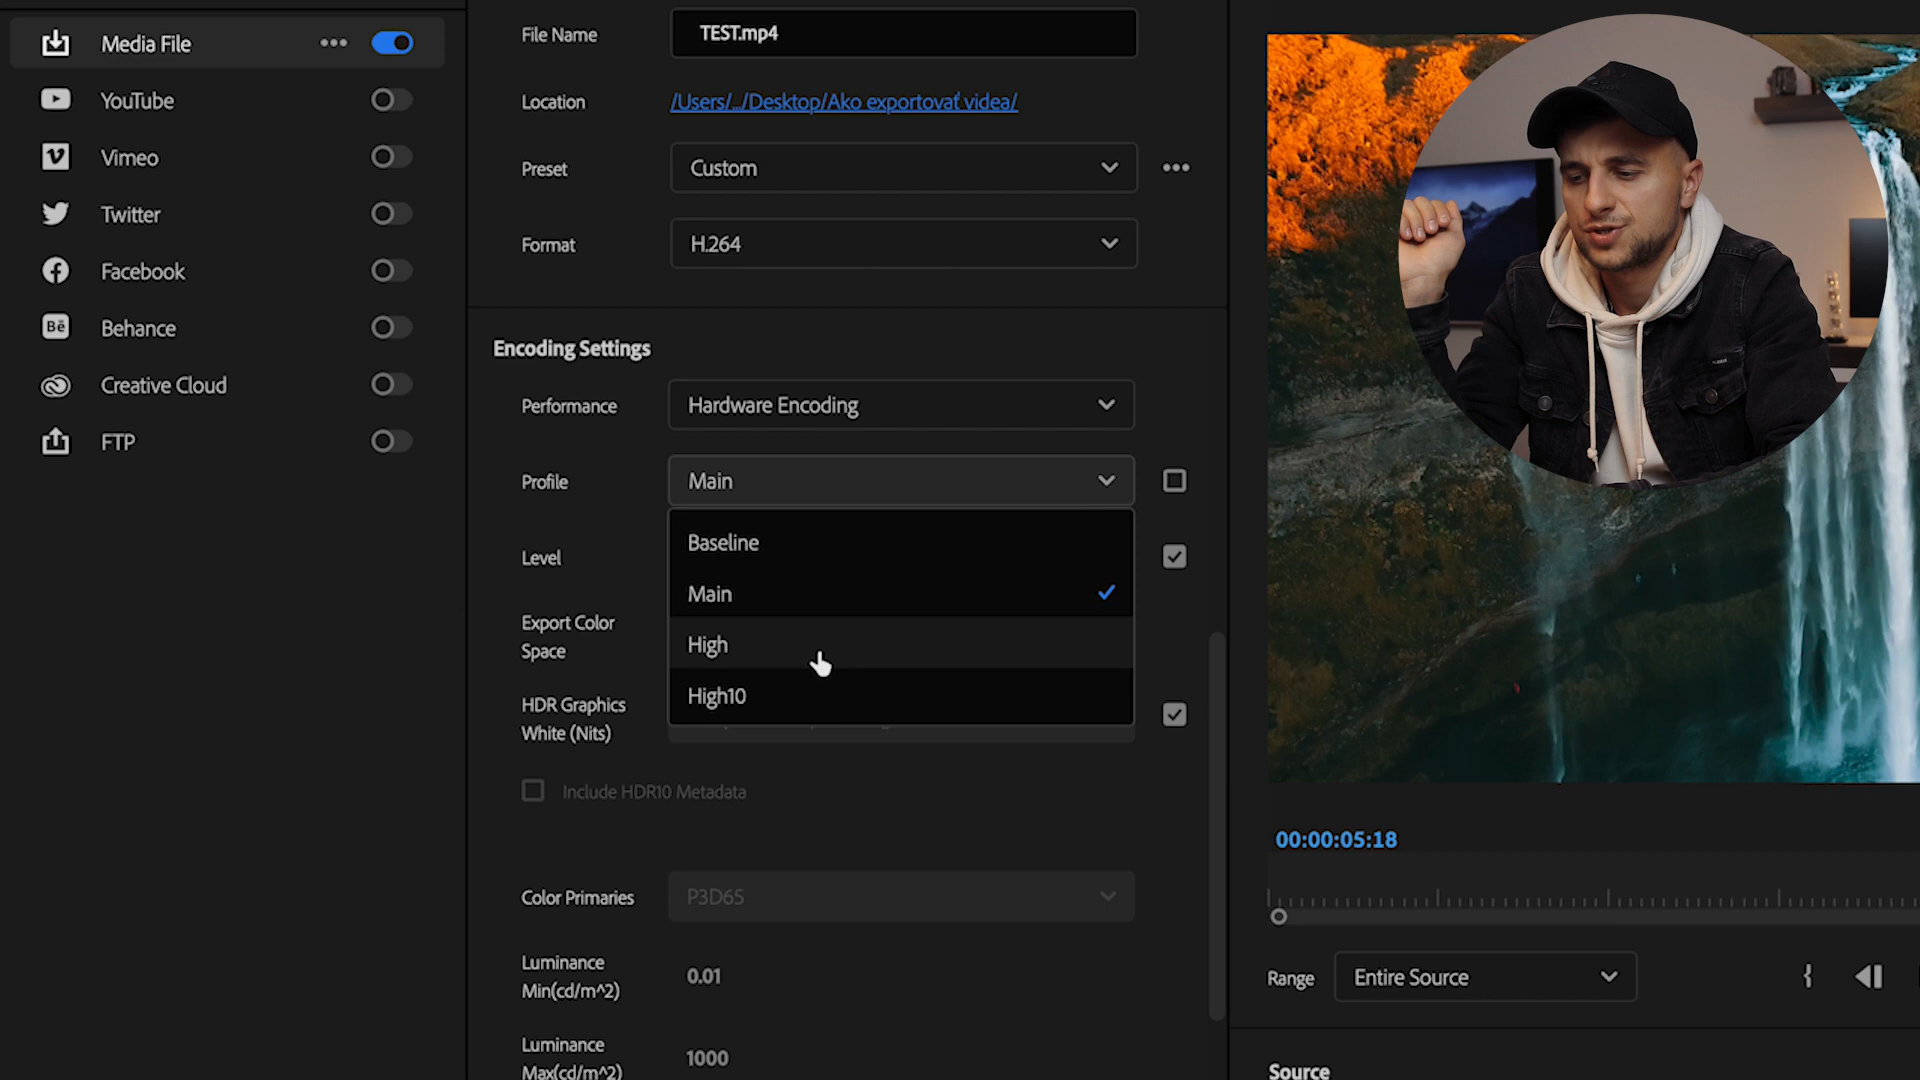 Media File
YouTube
Vimeo
Twitter
Facebook
Behance
Creative Cloud
FTP
File Name
TEST.mp4
Location
/Users/.../Desktop/Ako exportovať videa/
Preset
Custom
Format
H.264
Encoding Settings
Performance
Hardware Encoding
Profile
Main
Baseline
Main
High
High10
Level
Export Color
Space
HDR Graphics
White (Nits)
Include HDR10 Metadata
Color Primaries
P3D65
Luminance
Min(cd/m^2)
0.01
Luminance
Max(cd/m^2)
1000
00:00:05:18
Range
Entire Source
Source